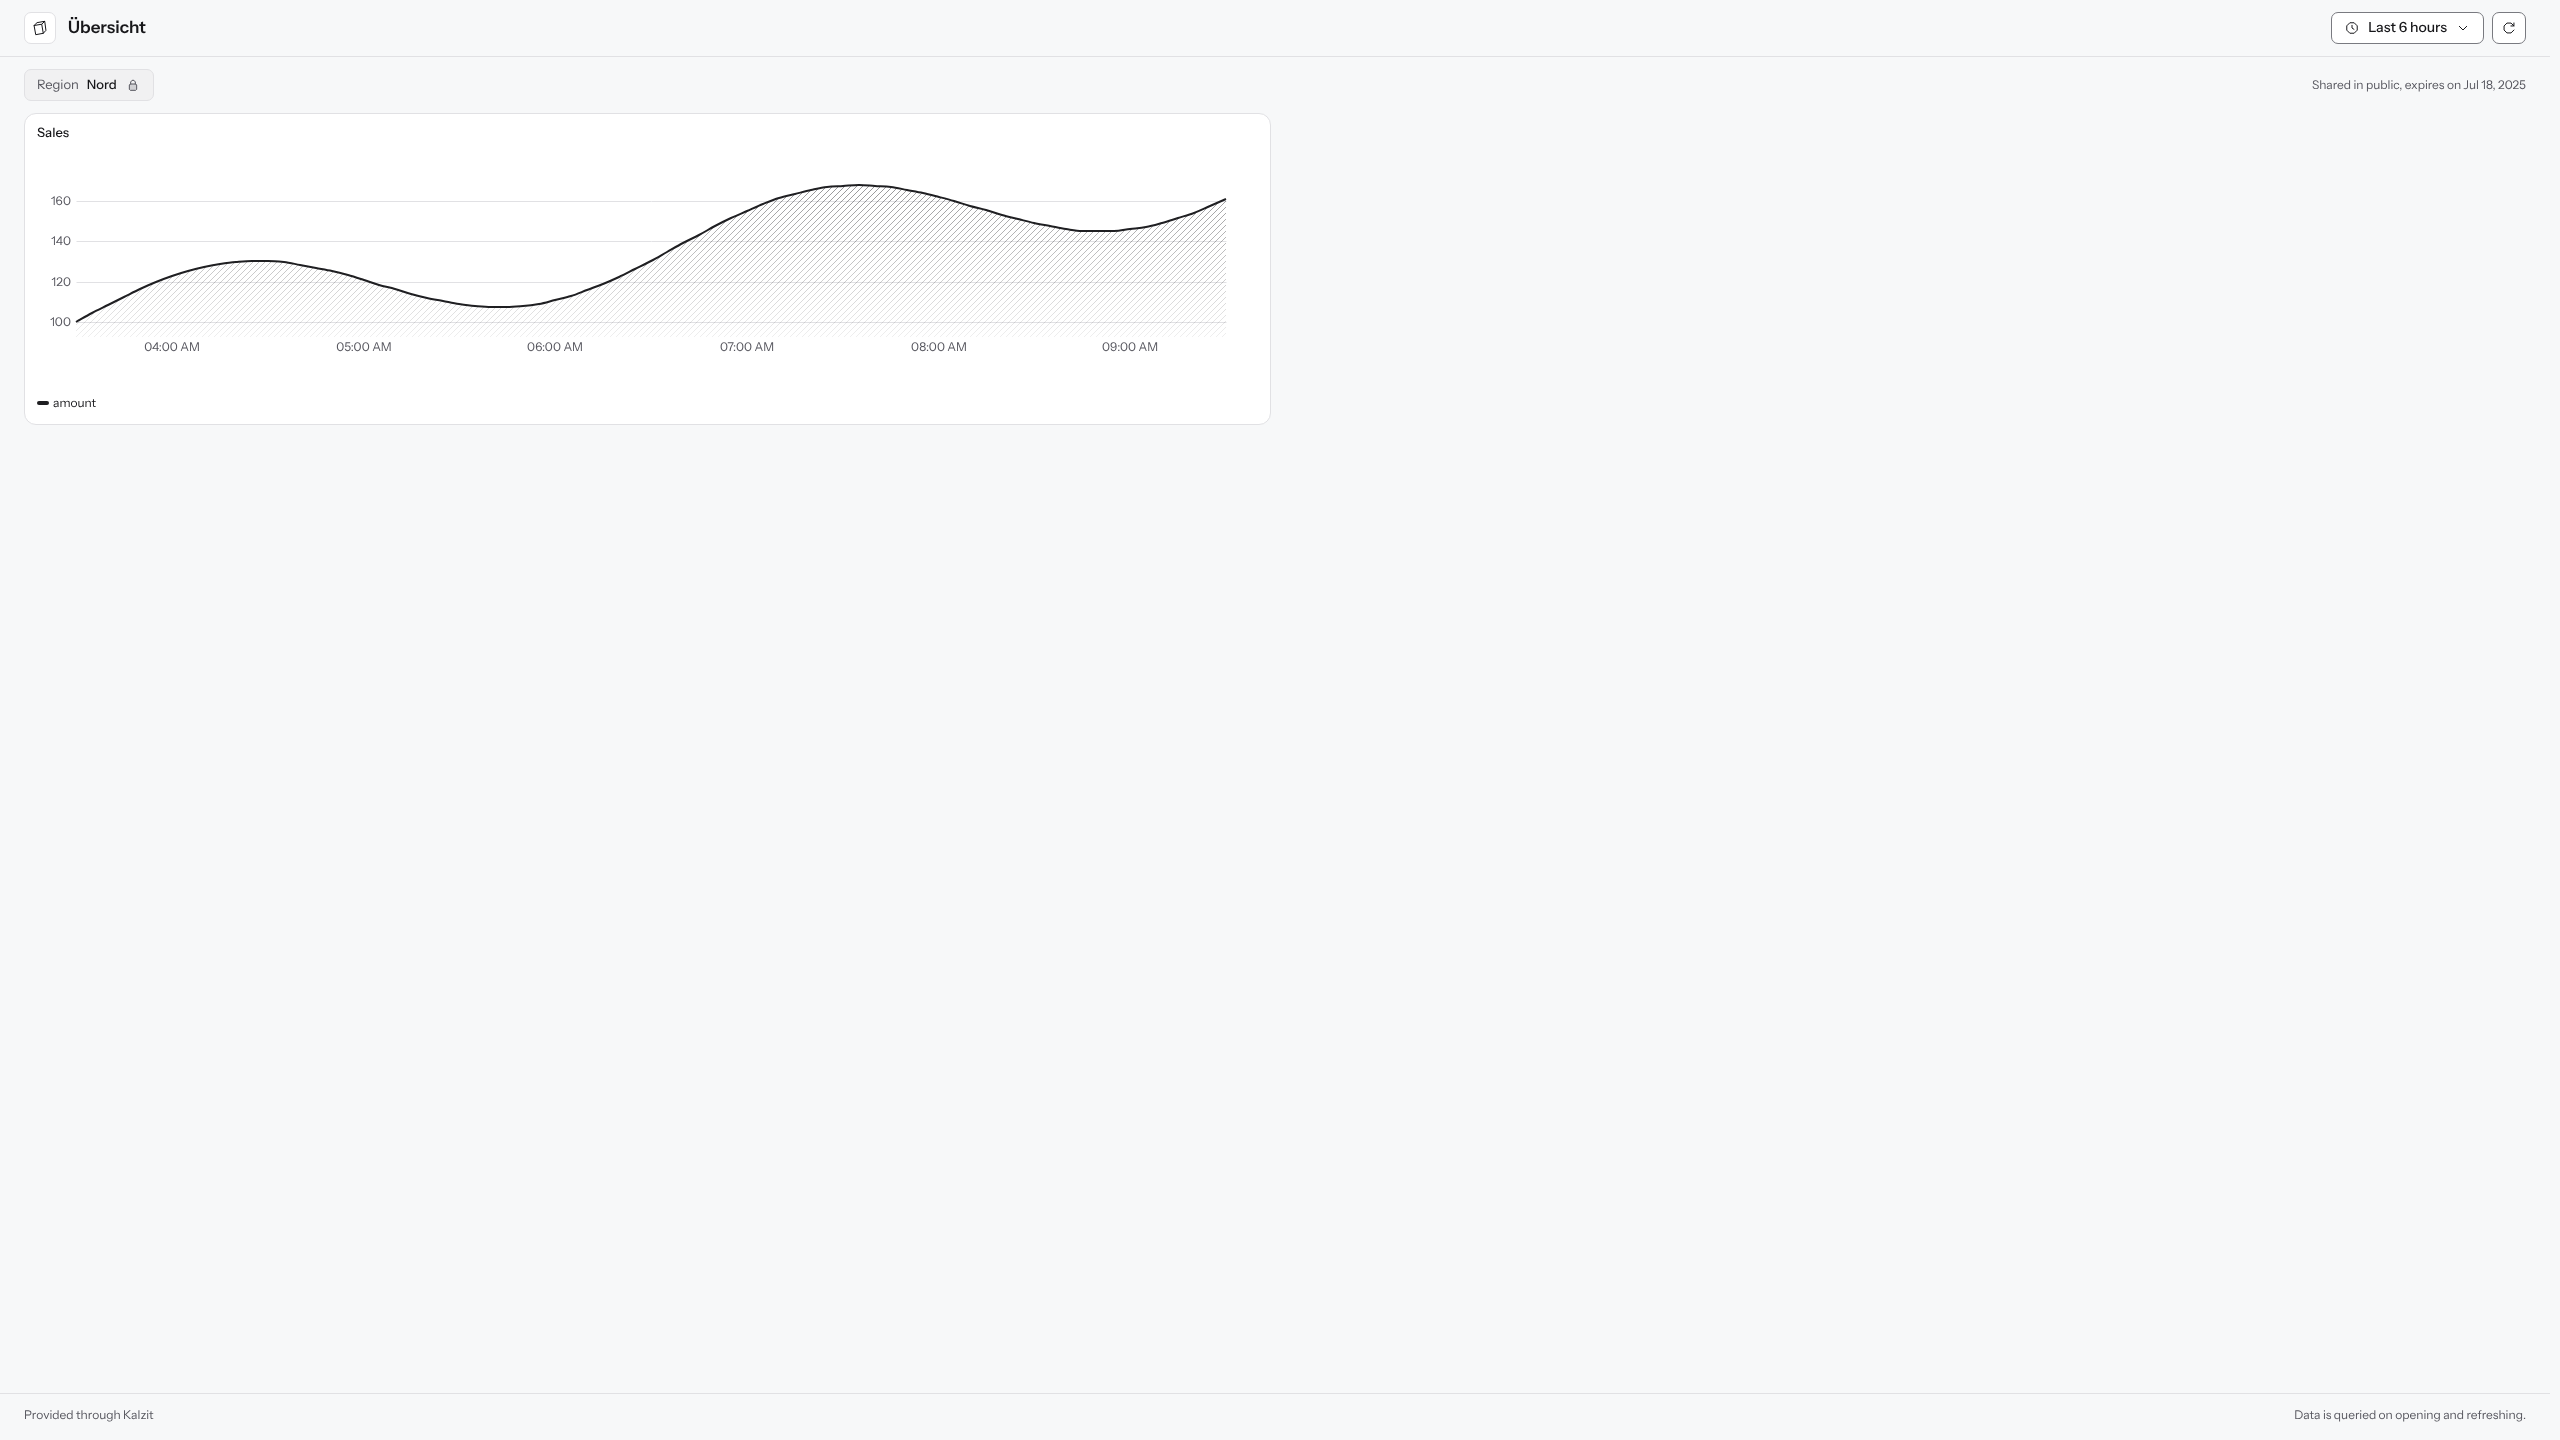 Übersicht
Last 6 hours
Region Nord
Shared in public, expires on Jul 18, 2025
Sales
160
140
120
100
04:00 AM 05:00 AM 06:00 AM 07:00 AM 08:00 AM 09:00 AM
amount
Provided through Kalzit
Data is queried on opening and refreshing.